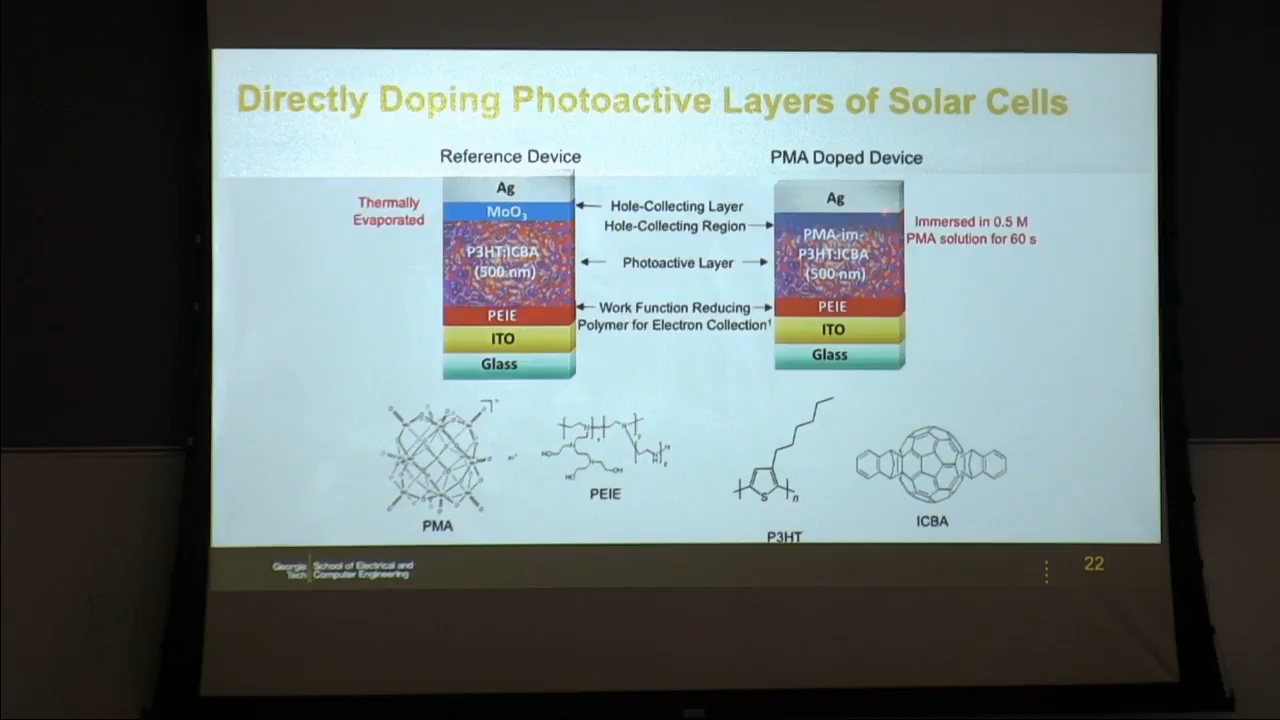 Directly Doping Photoactive Layers of Solar Cells
Reference Device
PMA Doped Device
Thermally
Evaporated
Ag
MoO₃
P3HT:ICBA
(500 nm)
PEIE
ITO
Glass
Hole-Collecting Layer
Hole-Collecting Region
Photoactive Layer
Work Function Reducing
Polymer for Electron Collection¹
Ag
PMA-im-
P3HT:ICBA
(500 nm)
PEIE
ITO
Glass
Immersed in 0.5 M
PMA solution for 60 s
PMA
HO
HO
OH
PEIE
S
n
P3HT
ICBA
Georgia
Tech
School of Electrical and
Computer Engineering
22